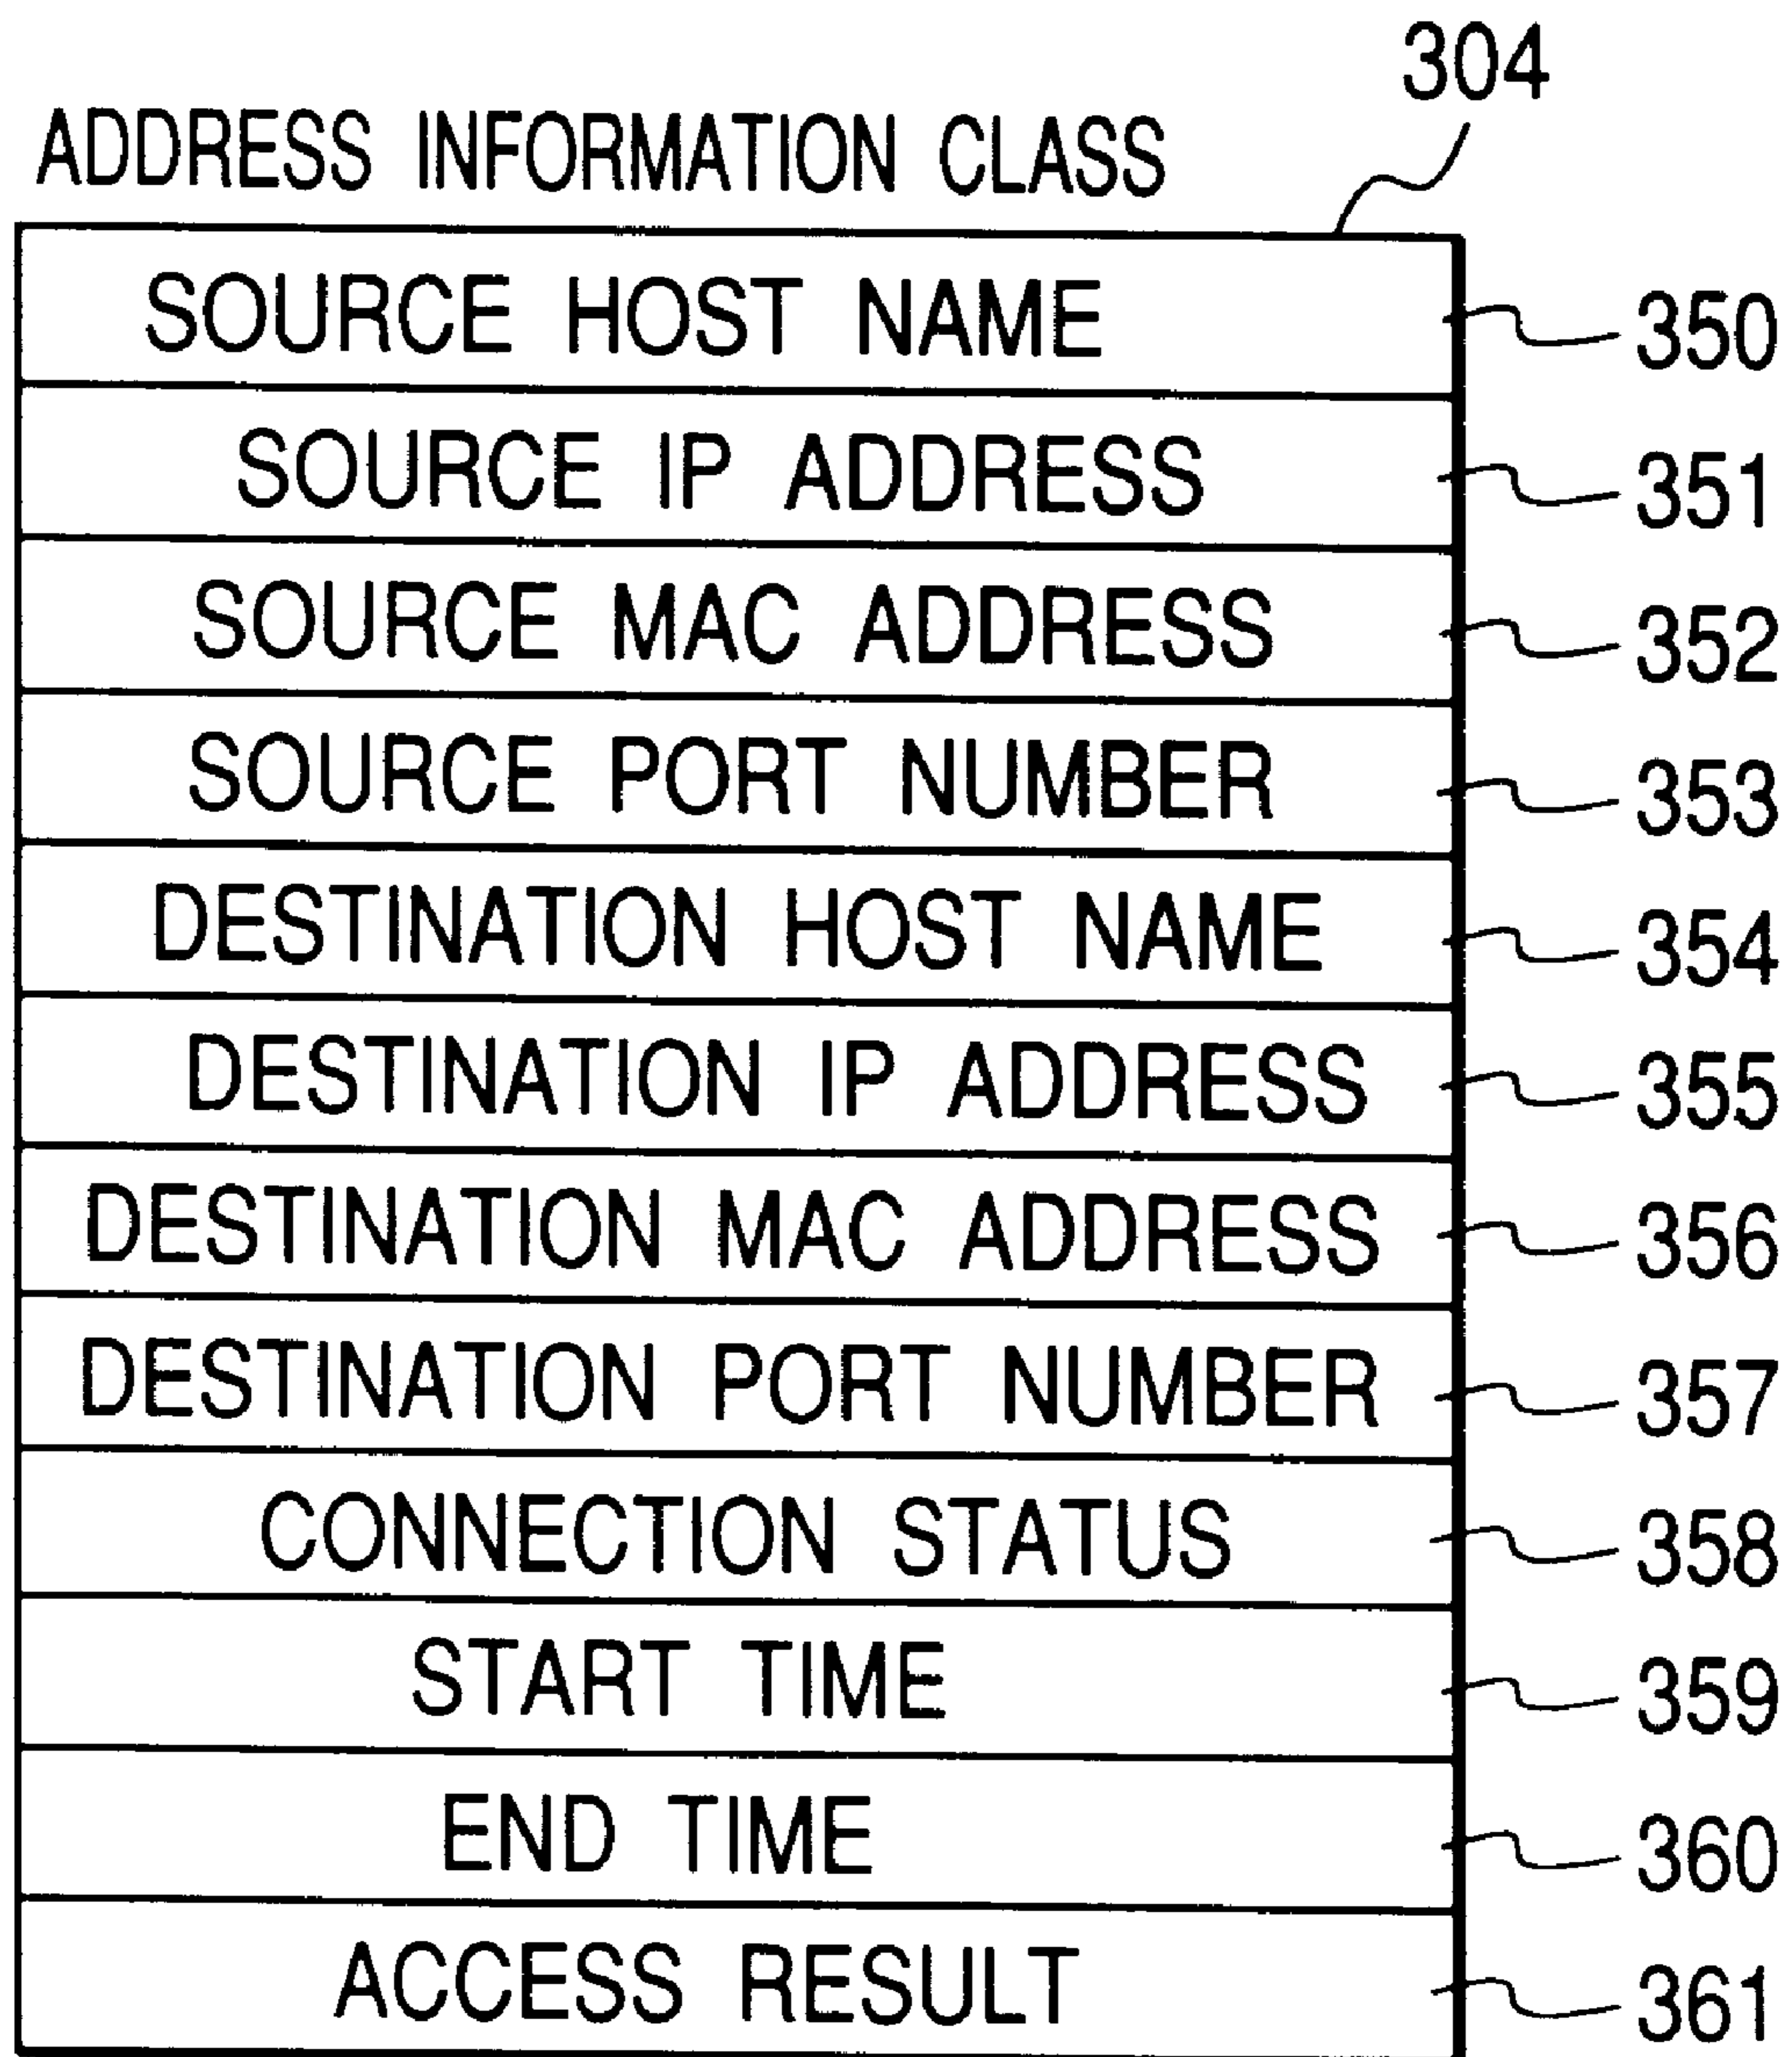 304
ADDRESS INFORMATION CLASS
SOURCE HOST NAME 350
SOURCE IP ADDRESS 351
SOURCE MAC ADDRESS 352
SOURCE PORT NUMBER 353
DESTINATION HOST NAME 354
DESTINATION IP ADDRESS 355
DESTINATION MAC ADDRESS 356
DESTINATION PORT NUMBER 357
CONNECTION STATUS 358
START TIME 359
END TIME 360
ACCESS RESULT 361